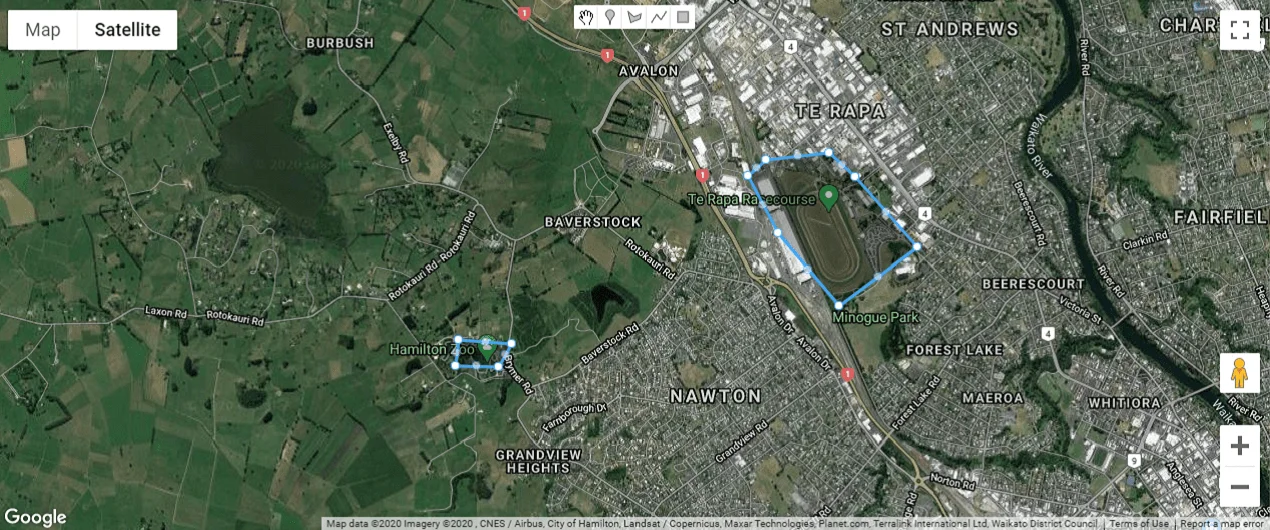 Map
Satellite
1
BURBUSH
1
AVALON
4
ST ANDREWS
River Rd
TE RAPA
Waikato River
Exelby Rd
1
Te Rapa Racecourse
4
Beerescourt Rd
FAIRFIEL
BAVERSTOCK
Clarkin Rd
Rotokauri Rd
Rotokauri Rd
Rotokauri Rd
River Rd
BEERESCOURT
Victoria St
Laxon Rd
Rotokauri Rd
Avalon Dr
Minogue Park
Hamilton Zoo
Baverstock Rd
Avalon Dr
4
FOREST LAKE
Brymer Rd
1
Forest Lake Rd
NAWTON
MAEROA
WHITIORA
River Rd
Farnborough Dr
Grandview Rd
GRANDVIEW
HEIGHTS
9
Anglesea St
Norton Rd
Google
Map data ©2020 Imagery ©2020 , CNES / Airbus, City of Hamilton, Landsat / Copernicus, Maxar Technologies, Planet.com, Terralink International Ltd, Waikato District Council
Terms of Use
Report a map error